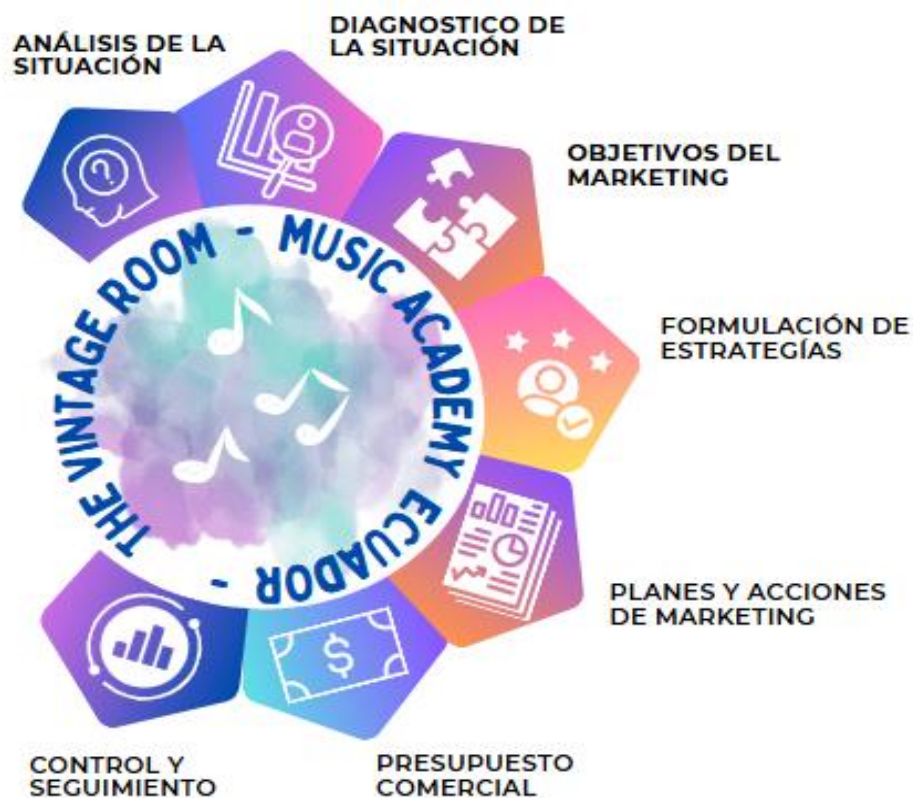 ANÁLISIS DE LA
SITUACIÓN
DIAGNOSTICO DE
LA SITUACIÓN
OBJETIVOS DEL
MARKETING
FORMULACIÓN DE
ESTRATEGÍAS
PLANES Y ACCIONES
DE MARKETING
PRESUPUESTO
COMERCIAL
CONTROL Y
SEGUIMIENTO
THE VINTAGE ROOM - MUSIC ACADEMY ECUADOR -
?
$